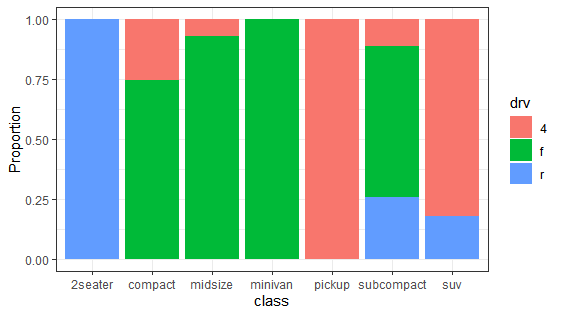 1.00
0.75
0.50
0.25
0.00
Proportion
2seater compact midsize minivan pickup subcompact suv
class
drv
4
f
r